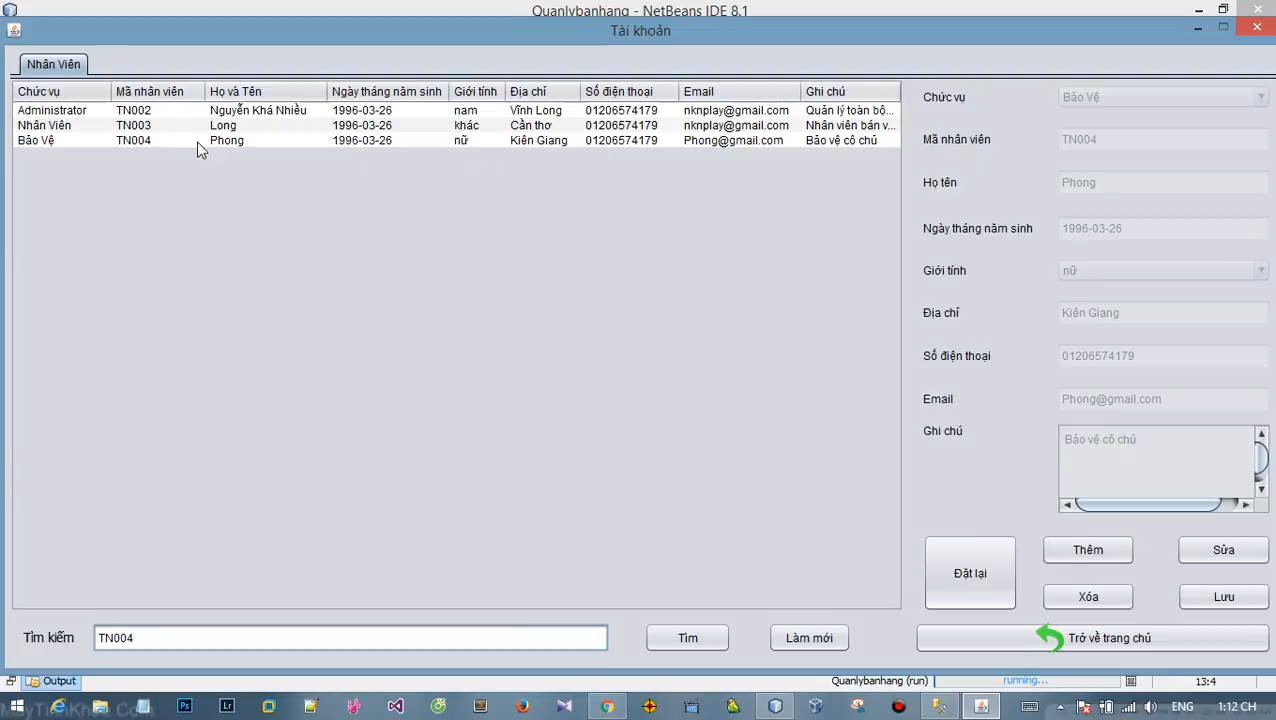 Quanlybanhang - NetBeans IDE 8.1
Tài khoản
Nhân Viên
Chức vụ Mã nhân viên Họ và Tên Ngày tháng năm sinh Giới tính Địa chỉ Số điện thoại Email Ghi chú
Administrator TN002 Nguyễn Khá Nhiều 1996-03-26 nam Vĩnh Long 01206574179 nknplay@gmail.com Quản lý toàn bộ...
Nhân Viên TN003 Long 1996-03-26 khác Cần thơ 01206574179 nknplay@gmail.com Nhân viên bán v...
Bảo Vệ TN004 Phong 1996-03-26 nữ Kiên Giang 01206574179 Phong@gmail.com Bảo vệ cô chủ
Chức vụ Bảo Vệ
Mã nhân viên TN004
Họ tên Phong
Ngày tháng năm sinh 1996-03-26
Giới tính nữ
Địa chỉ Kiên Giang
Số điện thoại 01206574179
Email Phong@gmail.com
Ghi chú Bảo vệ cô chủ
Đặt lại Thêm Sửa
Xóa Lưu
Tìm kiếm TN004 Tìm Làm mới Trở về trang chủ
Output Quanlybanhang (run) running... 13:4
ENG 1:12 CH